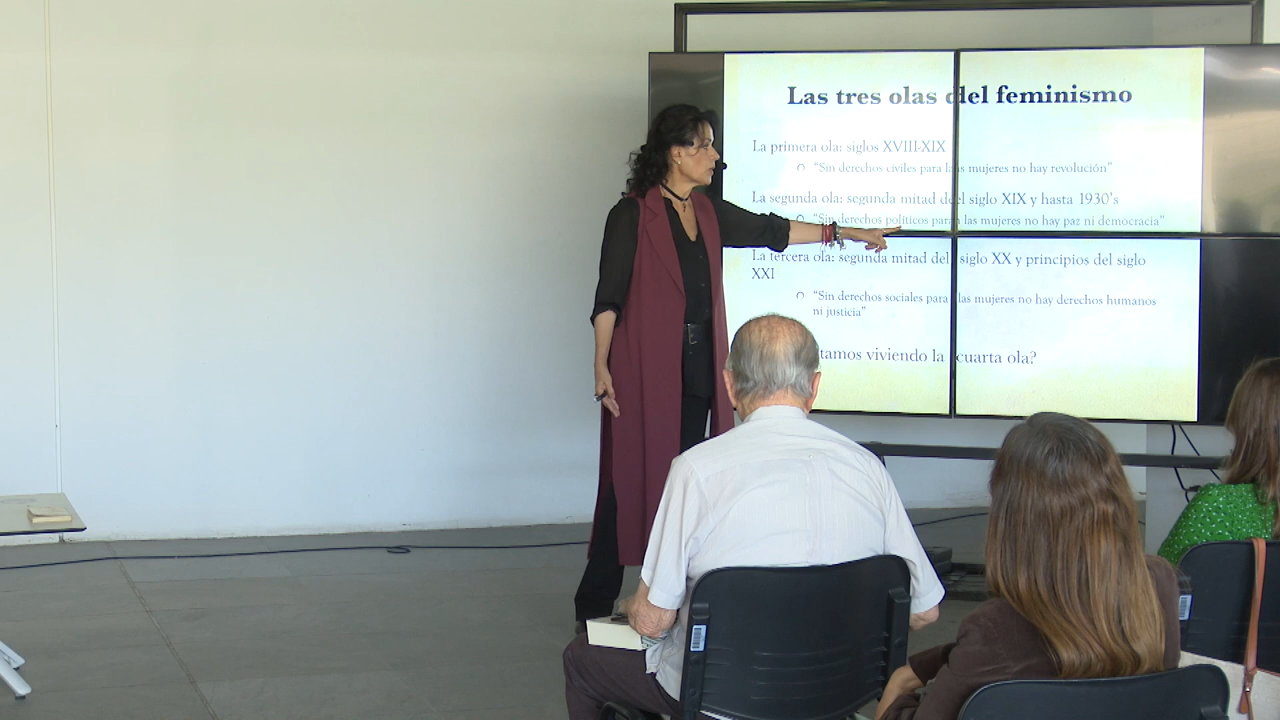 Las tres olas del feminismo
La primera ola: siglos XVIII-XIX
"Sin derechos civiles para las mujeres no hay revolución"
La segunda ola: segunda mitad del siglo XIX y hasta 1930's
"Sin derechos políticos para las mujeres no hay paz ni democracia"
La tercera ola: segunda mitad del siglo XX y principios del siglo
XXI
"Sin derechos sociales para las mujeres no hay derechos humanos
ni justicia"
tamos viviendo la cuarta ola?